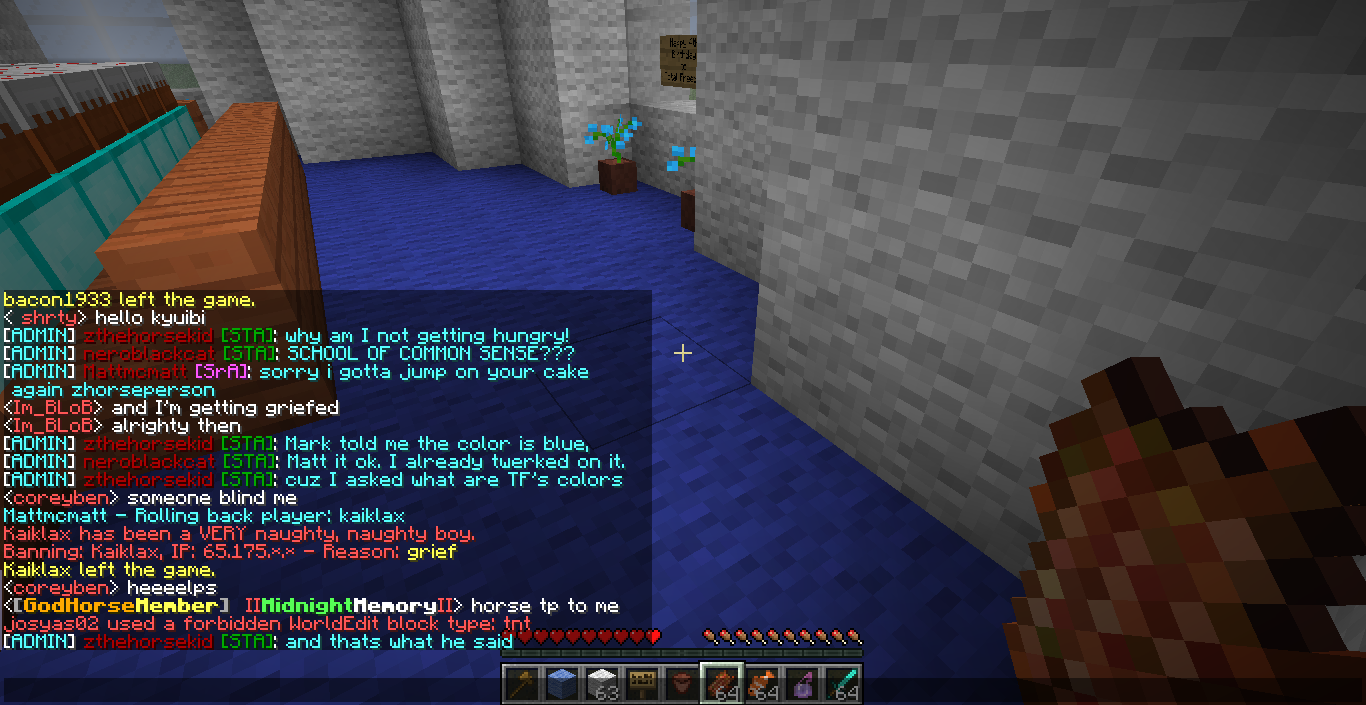 Happy 4th
Birthday
to
Total Free
bacon1933 left the game.
< shrty> hello kyuibi
[ADMIN] zthehorsekid [STA]: why am I not getting hungry!
[ADMIN] neroblackcat [STA]: SCHOOL OF COMMON SENSE???
[ADMIN] Mattmcmatt [SrA]: sorry i gotta jump on your cake
again zhorseperson
<Im_BLoB> and I'm getting griefed
<Im_BLoB> alrighty then
[ADMIN] zthehorsekid [STA]: Mark told me the color is blue,
[ADMIN] neroblackcat [STA]: Matt it ok. I already twerked on it.
[ADMIN] zthehorsekid [STA]: cuz I asked what are TF's colors
<coreyben> someone blind me
Mattmcmatt - Rolling back player: kaiklax
Kaiklax has been a VERY naughty, naughty boy.
Banning: Kaiklax, IP: 65.175.*.* - Reason: grief
Kaiklax left the game.
<coreyben> heeeelps
<[GodHorseMember] IIMidnightMemoryII> horse tp to me
josyas02 used a forbidden WorldEdit block type: tnt
[ADMIN] zthehorsekid [STA]: and thats what he said
63 64 64 64